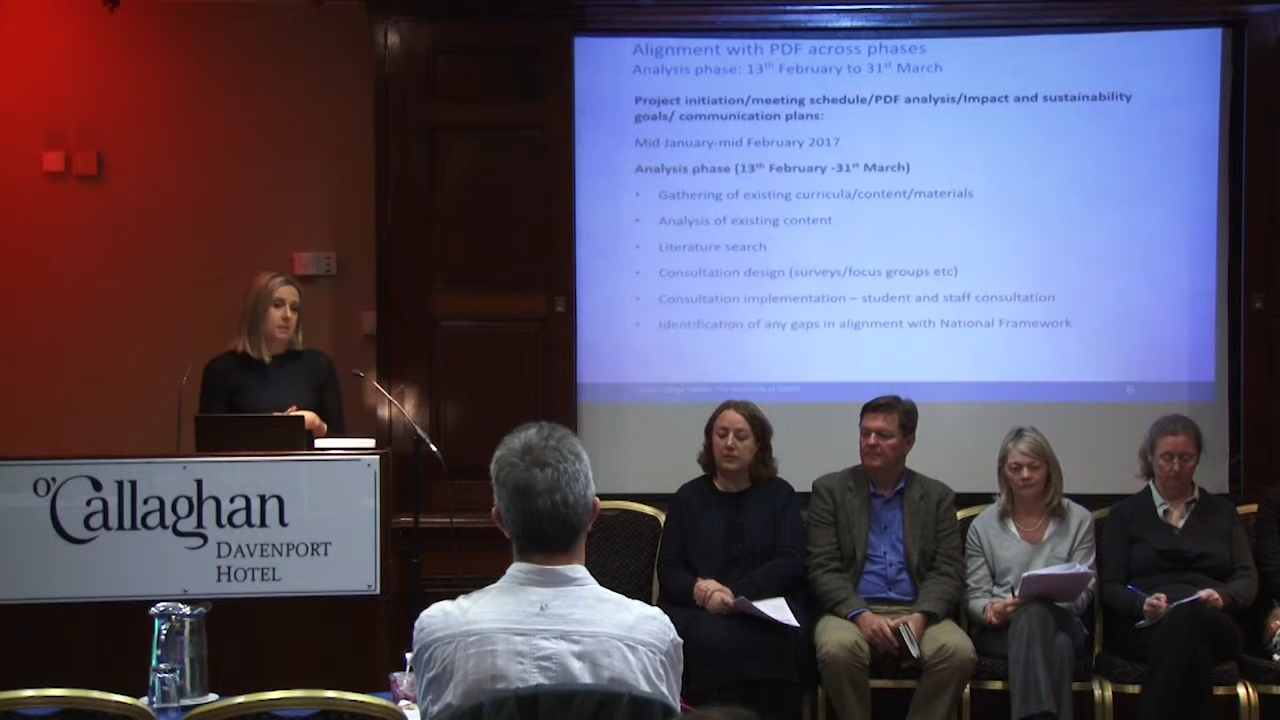 Alignment with PDF across phases
Analysis phase: 13th February to 31st March
Project initiation/meeting schedule/PDF analysis/Impact and sustainability
goals/ communication plans:
Mid January-mid February 2017
Analysis phase (13th February -31st March)
• Gathering of existing curricula/content/materials
• Analysis of existing content
• Literature search
• Consultation design (surveys/focus groups etc)
• Consultation implementation – student and staff consultation
• Identification of any gaps in alignment with National Framework
6
O'Callaghan
DAVENPORT
HOTEL